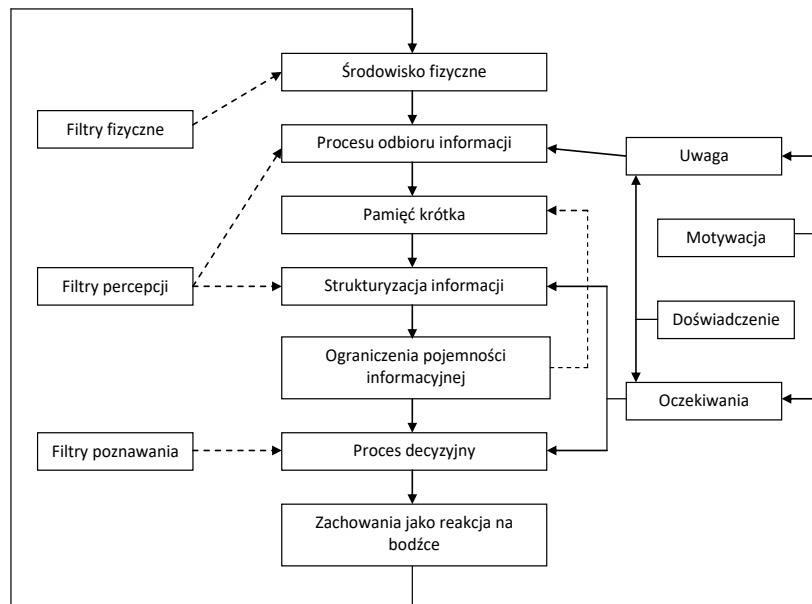 Środowisko fizyczne
Filtry fizyczne
Procesu odbioru informacji
Uwaga
Pamięć krótka
Motywacja
Filtry percepcji
Strukturyzacja informacji
Doświadczenie
Ograniczenia pojemności
informacyjnej
Oczekiwania
Filtry poznawania
Proces decyzyjny
Zachowania jako reakcja na
bodźce